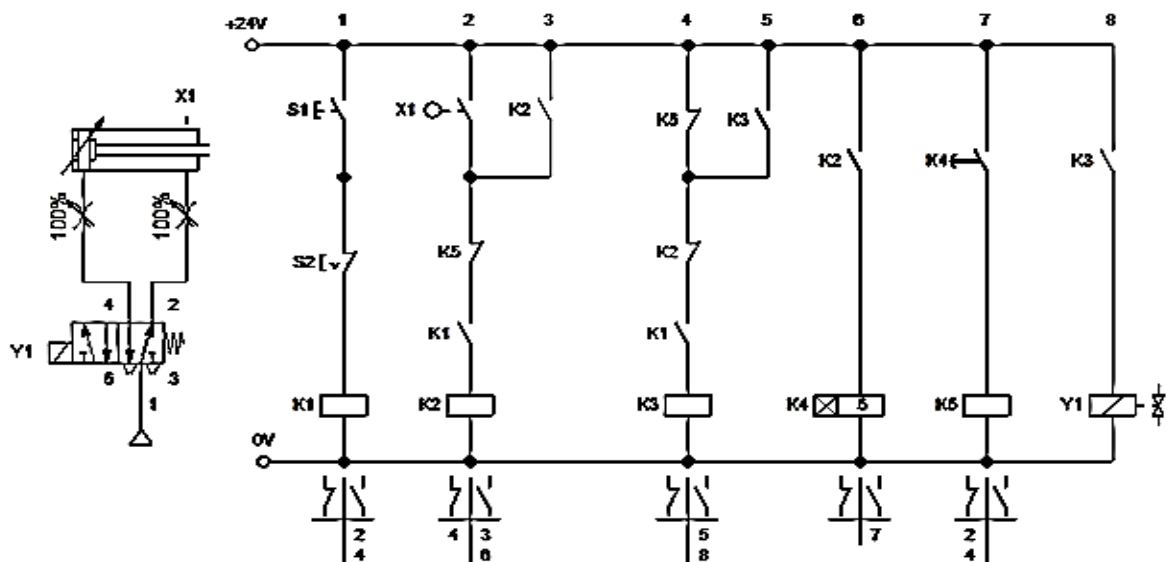 +24V 1 2 3 4 5 6 7 8
X1
S1 X1 K2 K5 K3
K2 K4 K3
100% 100%
S2 K5 K2
4 2
K1 K1
Y1
5 3
1
K1 K2 K3 K4 5 K5 Y1
0V
2 4 3 5 7 2
4 6 8 4